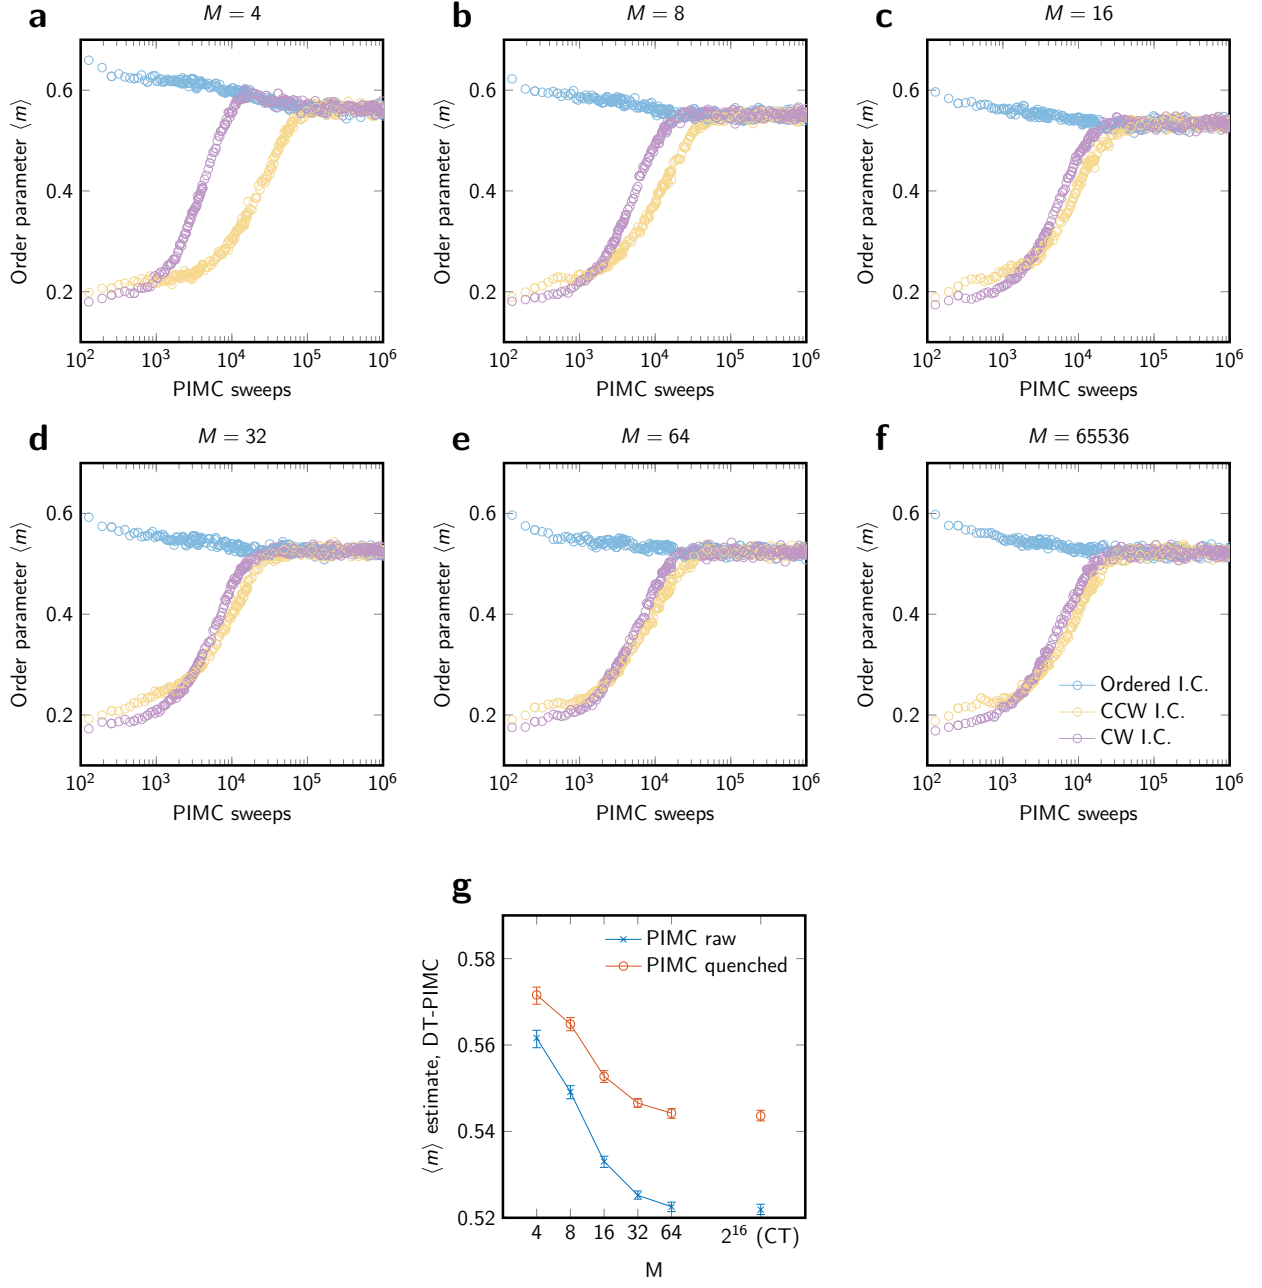 a
M = 4
Order parameter ⟨m⟩
0.6
0.4
0.2
10² 10³ 10⁴ 10⁵ 10⁶
PIMC sweeps
b
M = 8
Order parameter ⟨m⟩
0.6
0.4
0.2
10² 10³ 10⁴ 10⁵ 10⁶
PIMC sweeps
c
M = 16
Order parameter ⟨m⟩
0.6
0.4
0.2
10² 10³ 10⁴ 10⁵ 10⁶
PIMC sweeps
d
M = 32
Order parameter ⟨m⟩
0.6
0.4
0.2
10² 10³ 10⁴ 10⁵ 10⁶
PIMC sweeps
e
M = 64
Order parameter ⟨m⟩
0.6
0.4
0.2
10² 10³ 10⁴ 10⁵ 10⁶
PIMC sweeps
f
M = 65536
Order parameter ⟨m⟩
0.6
0.4
0.2
Ordered I.C.
CCW I.C.
CW I.C.
10² 10³ 10⁴ 10⁵ 10⁶
PIMC sweeps
g
⟨m⟩ estimate, DT-PIMC
PIMC raw
PIMC quenched
0.58
0.56
0.54
0.52
4 8 16 32 64 2¹⁶ (CT)
M